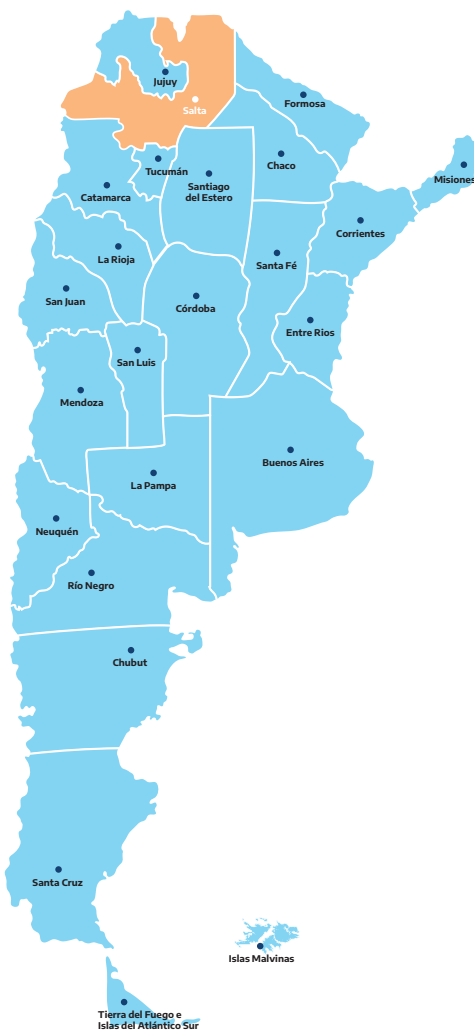 Jujuy
Salta
Formosa
Tucumán
Chaco
Misiones
Catamarca
Santiago
del Estero
Corrientes
La Rioja
Santa Fé
San Juan
Córdoba
Entre Rios
San Luis
Mendoza
Buenos Aires
La Pampa
Neuquén
Río Negro
Chubut
Santa Cruz
Islas Malvinas
Tierra del Fuego e
Islas del Atlántico Sur